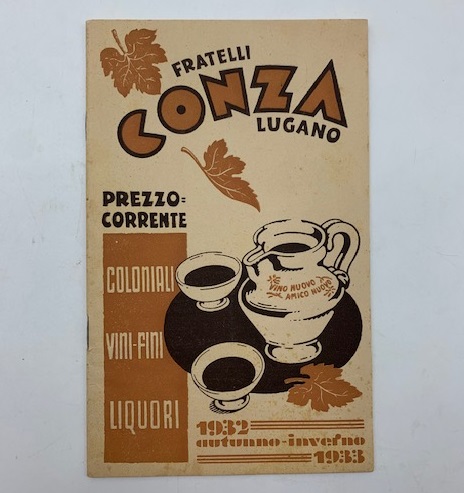 FRATELLI
CONZA
LUGANO
PREZZO=
CORRENTE
COLONIALI
VINI-FINI
LIQUORI
VINO NUOVO
AMICO NUOVO
1932
autunno-inverno
1933